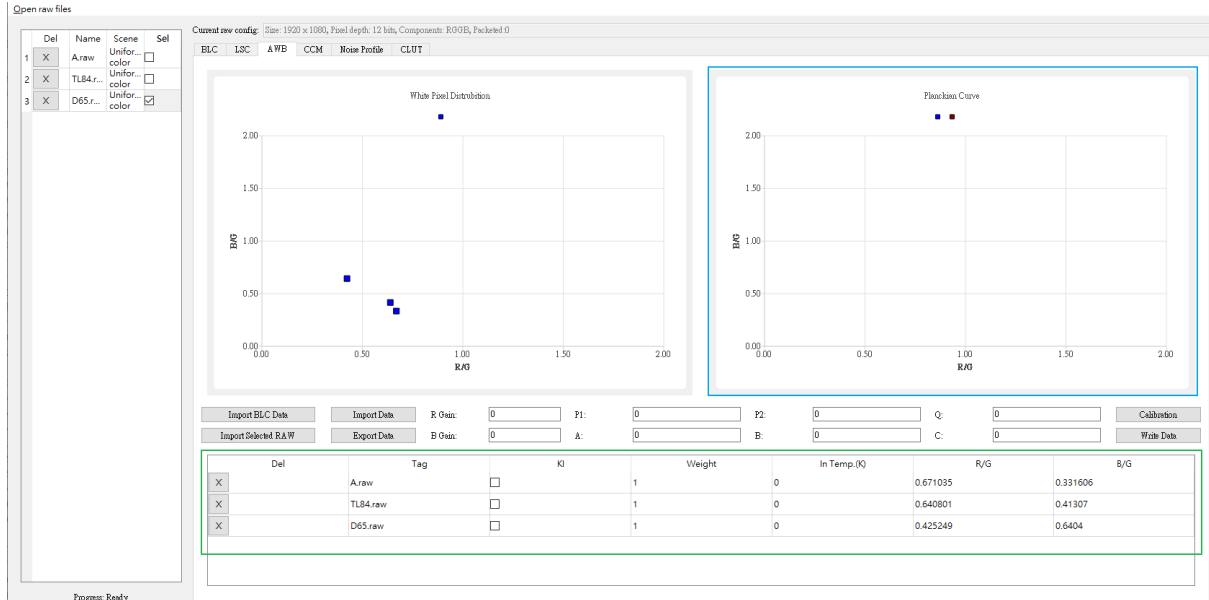 Open raw files
Current raw config: Size: 1920 x 1080, Pixel depth: 12 bits, Components: RGGB, Packeted:0
Del Name Scene Sel
1 X A.raw Unifor... color
2 X TL84.r... Unifor... color
3 X D65.r... Unifor... color
BLC LSC AWB CCM Noise Profile CLUT
White Pixel Distrubition
2.00
1.50
1.00
0.50
0.00
B/G
0.00 0.50 1.00 1.50 2.00
R/G
Planckian Curve
2.00
1.50
1.00
0.50
0.00
B/G
0.00 0.50 1.00 1.50 2.00
R/G
Import BLC Data Import Data R Gain: 0 P1: 0 P2: 0 Q: 0 Calibration
Import Selected RAW Export Data B Gain: 0 A: 0 B: 0 C: 0 Write Data
Del Tag KI Weight In Temp.(K) R/G B/G
X A.raw 1 0 0.671035 0.331606
X TL84.raw 1 0 0.640801 0.41307
X D65.raw 1 0 0.425249 0.6404
Progress: Ready